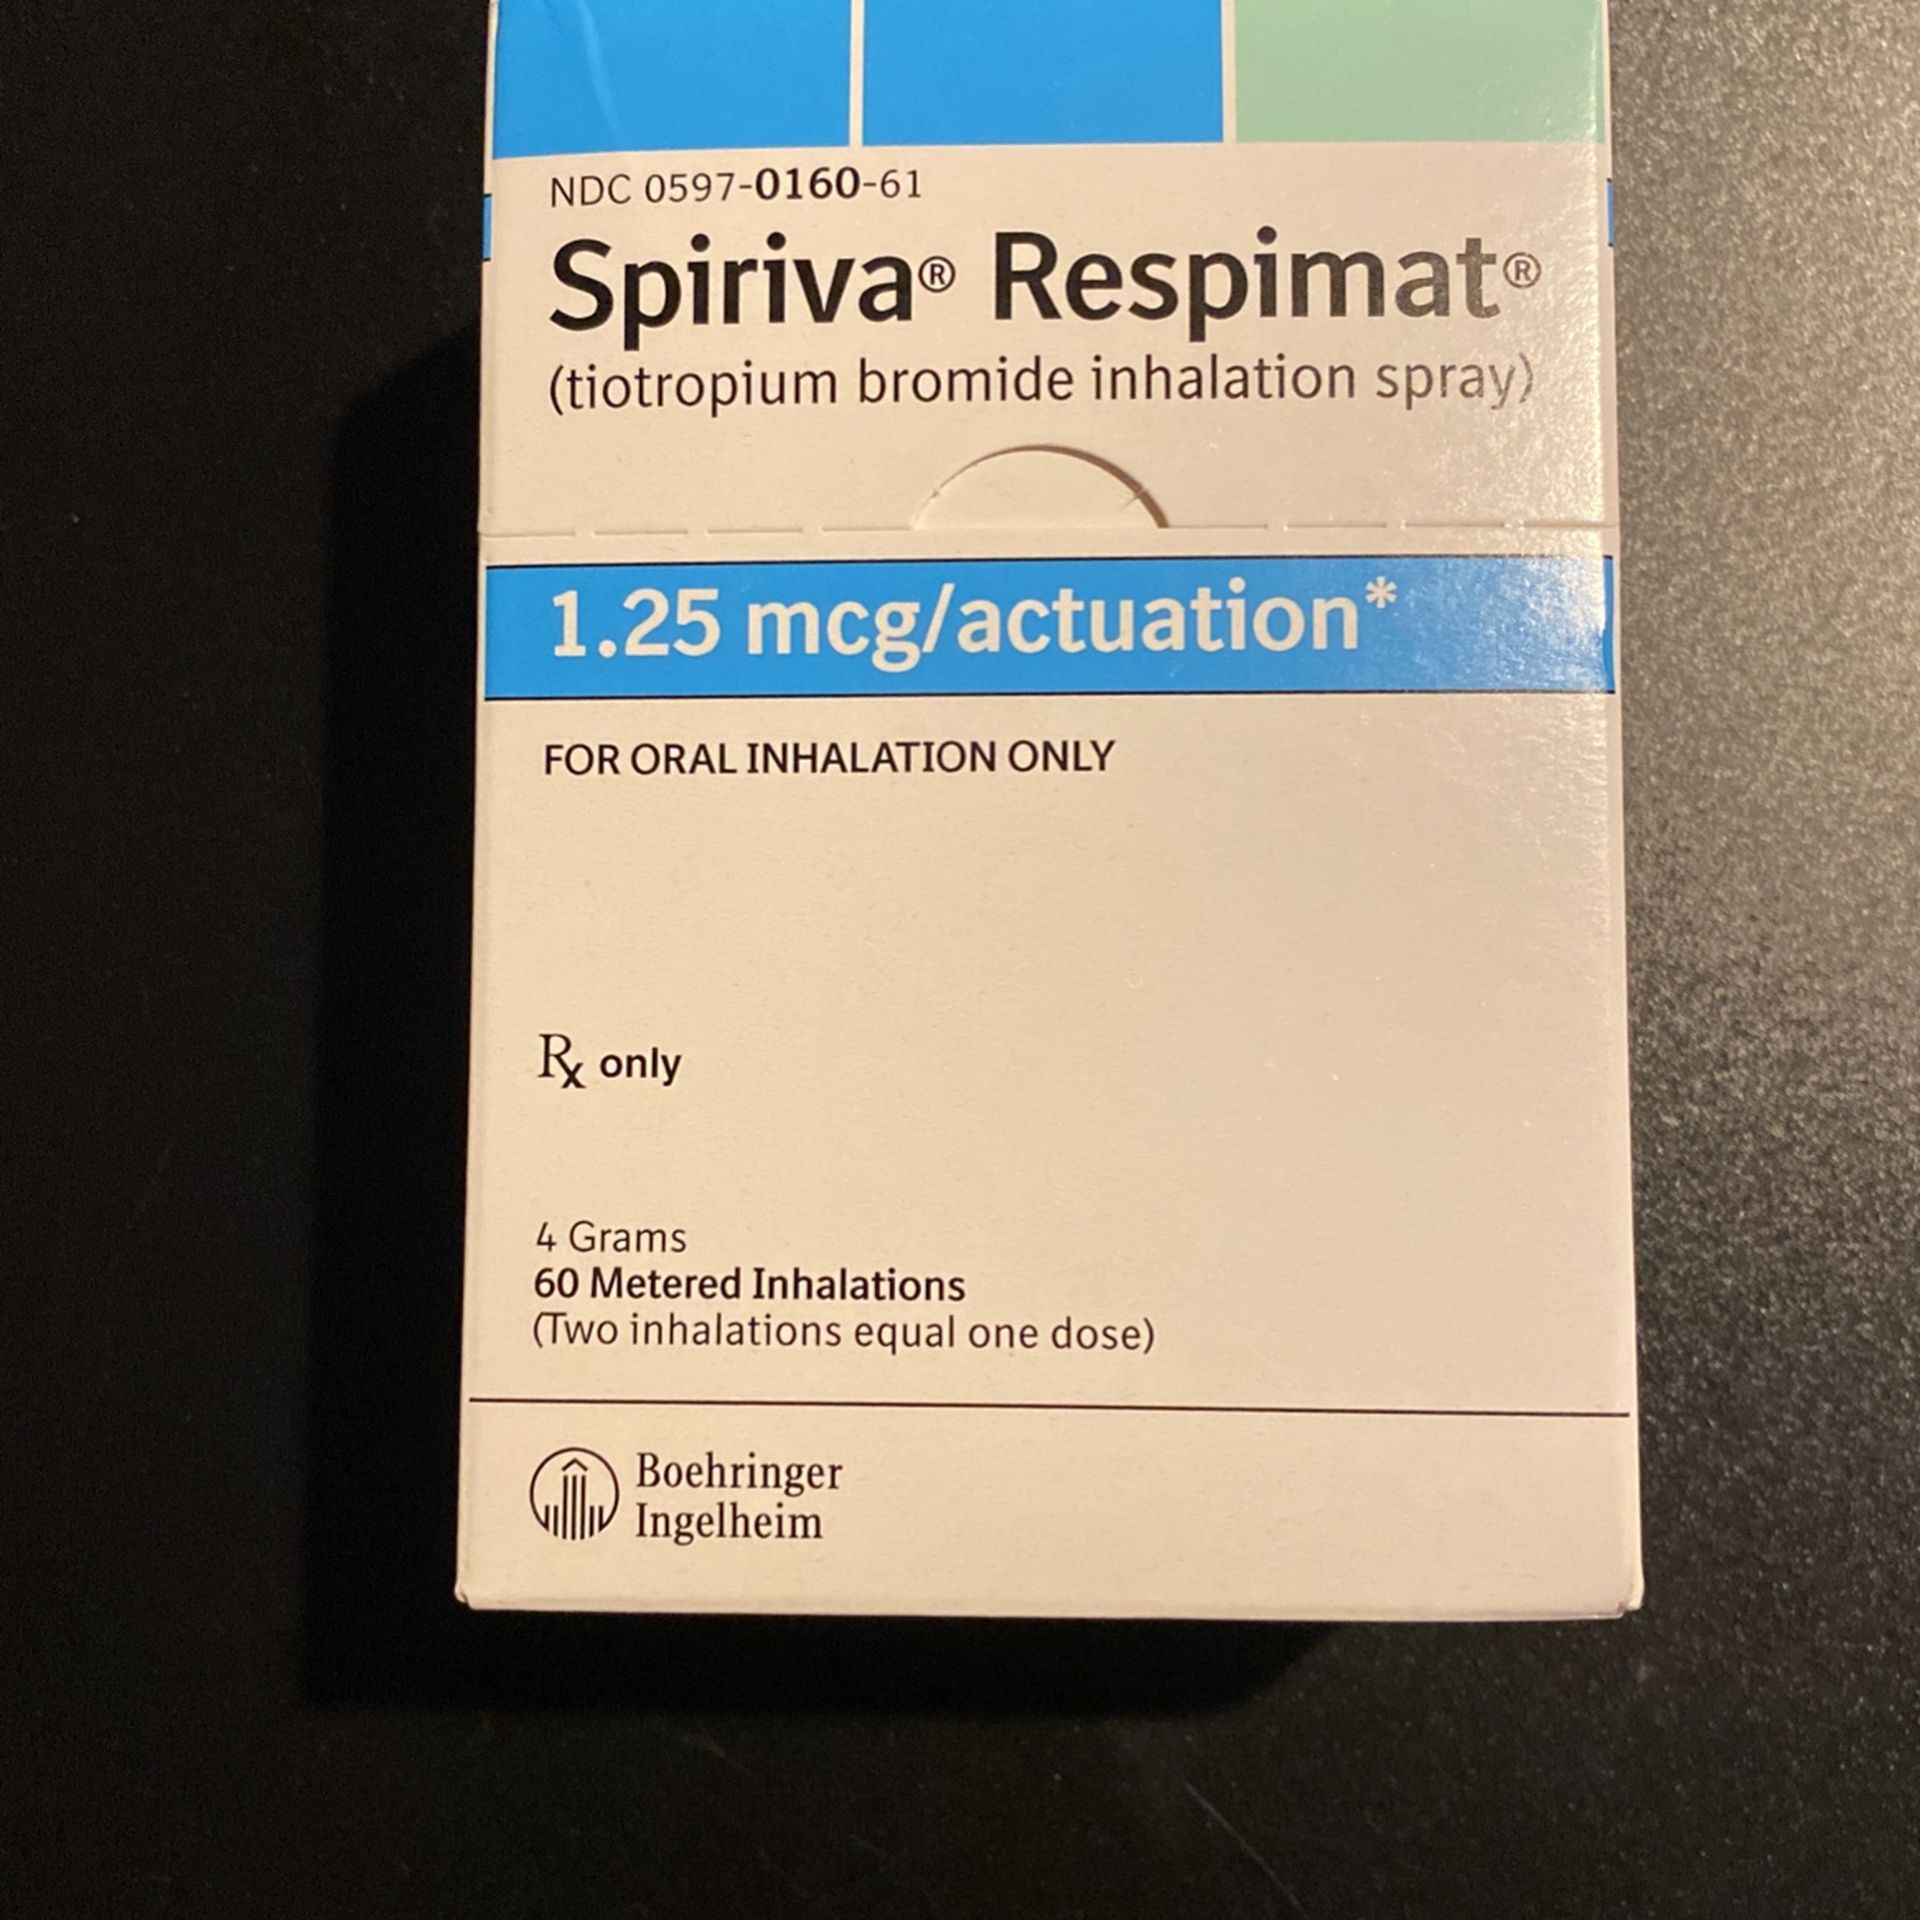 NDC 0597-0160-61
Spiriva® Respimat®
(tiotropium bromide inhalation spray)
1.25 mcg/actuation*
FOR ORAL INHALATION ONLY
Rx only
4 Grams
60 Metered Inhalations
(Two inhalations equal one dose)
Boehringer
Ingelheim